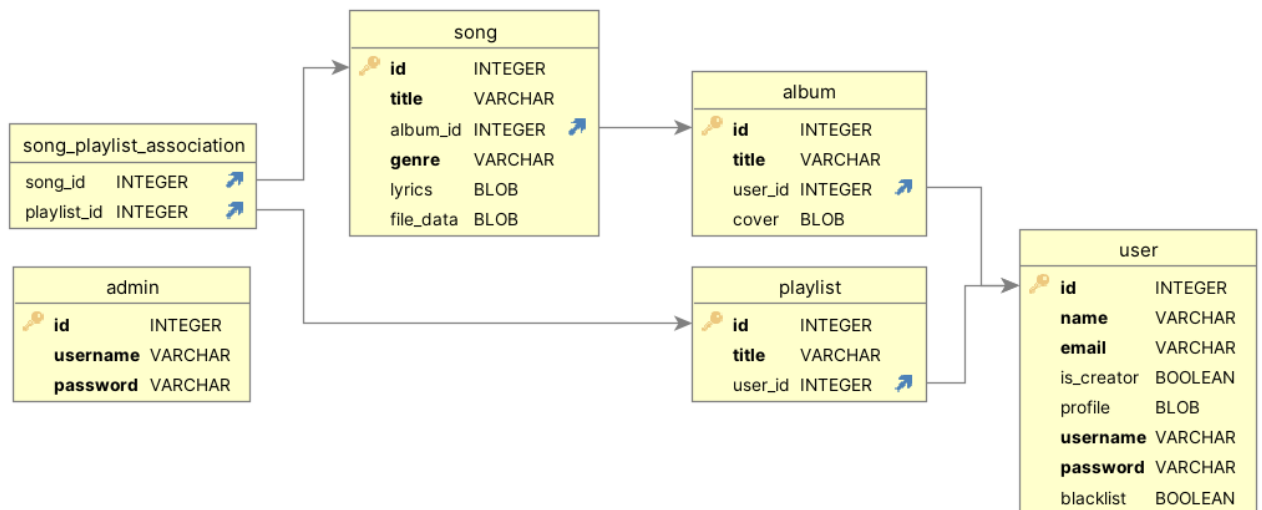 song
id INTEGER
title VARCHAR
album_id INTEGER
genre VARCHAR
lyrics BLOB
file_data BLOB
album
id INTEGER
title VARCHAR
user_id INTEGER
cover BLOB
song_playlist_association
song_id INTEGER
playlist_id INTEGER
admin
id INTEGER
username VARCHAR
password VARCHAR
playlist
id INTEGER
title VARCHAR
user_id INTEGER
user
id INTEGER
name VARCHAR
email VARCHAR
is_creator BOOLEAN
profile BLOB
username VARCHAR
password VARCHAR
blacklist BOOLEAN